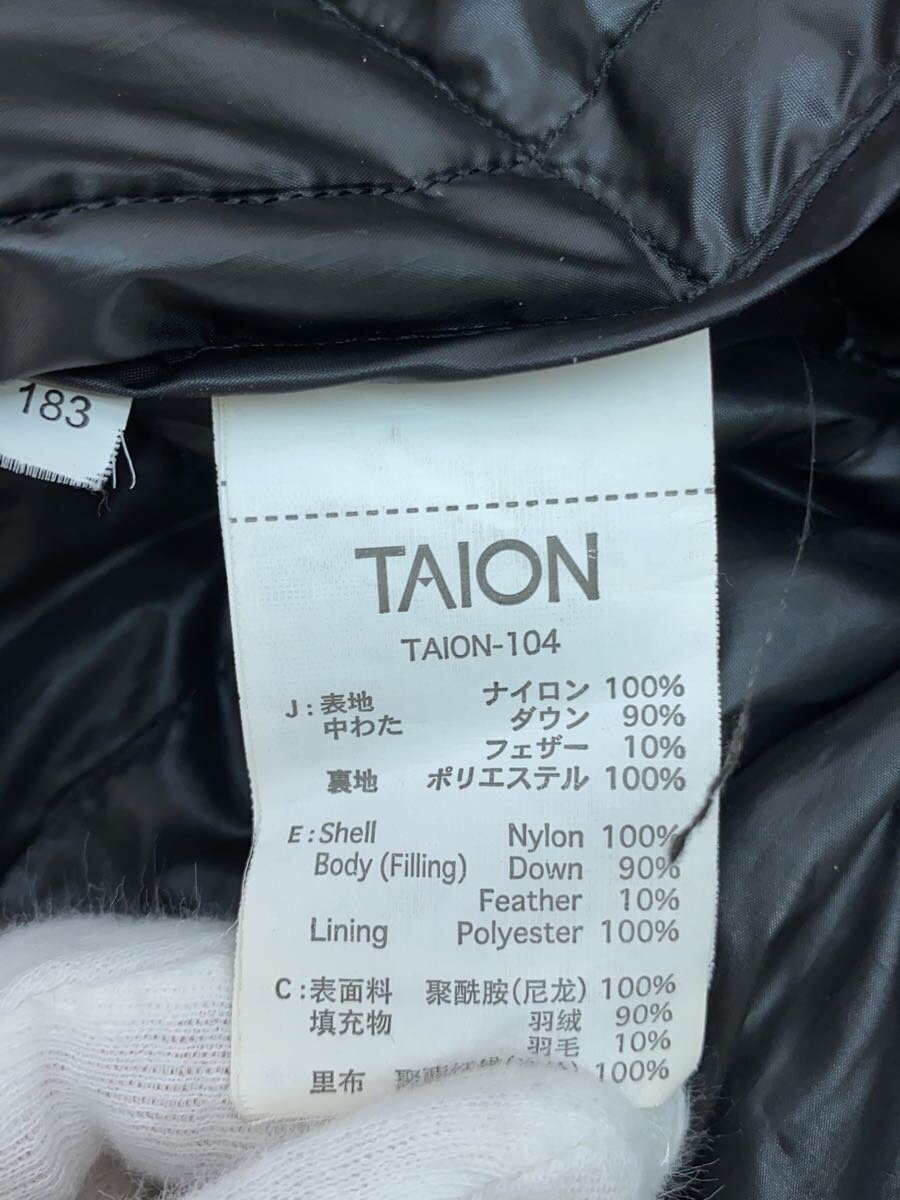 183
TAION
TAION-104
J:表地 ナイロン 100%
中わた ダウン 90%
フェザー 10%
裏地 ポリエステル 100%
E:Shell Nylon 100%
Body (Filling) Down 90%
Feather 10%
Lining Polyester 100%
C:表面料 聚酰胺(尼龙) 100%
填充物 羽绒 90%
羽毛 10%
里布 100%